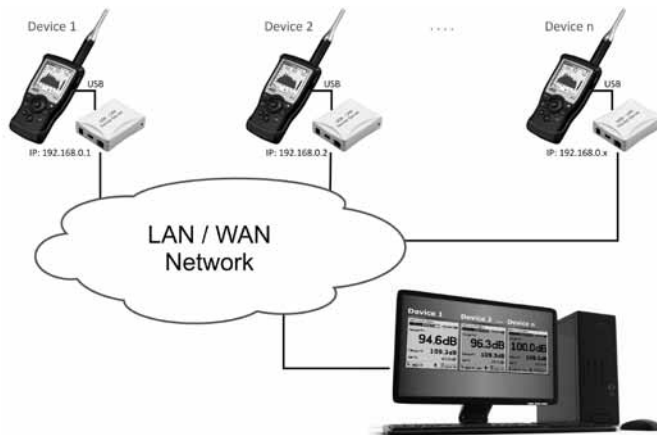 Device 1
Device 2
....
Device n
USB
USB
USB
IP: 192.168.0.1
IP: 192.168.0.2
IP: 192.168.0.x
LAN / WAN
Network
Device 1
Device 2
...
Device n
94.6dB
96.3dB
100.0dB
109.3dB
109.3dB
109.3dB